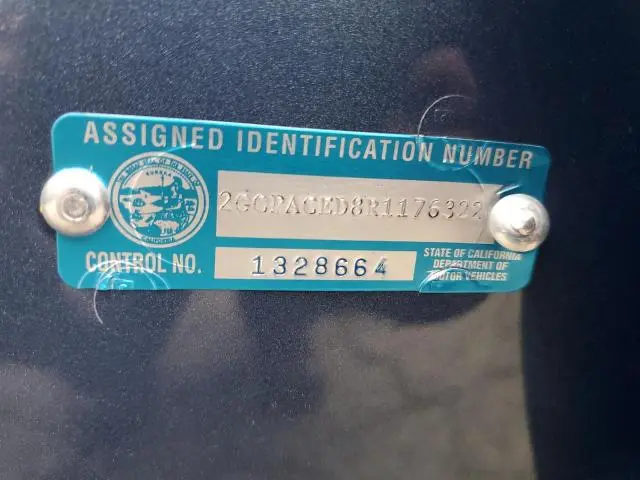 ASSIGNED IDENTIFICATION NUMBER
2GCPACED8R1176322
CONTROL NO. 1328664
STATE OF CALIFORNIA
DEPARTMENT OF
MOTOR VEHICLES